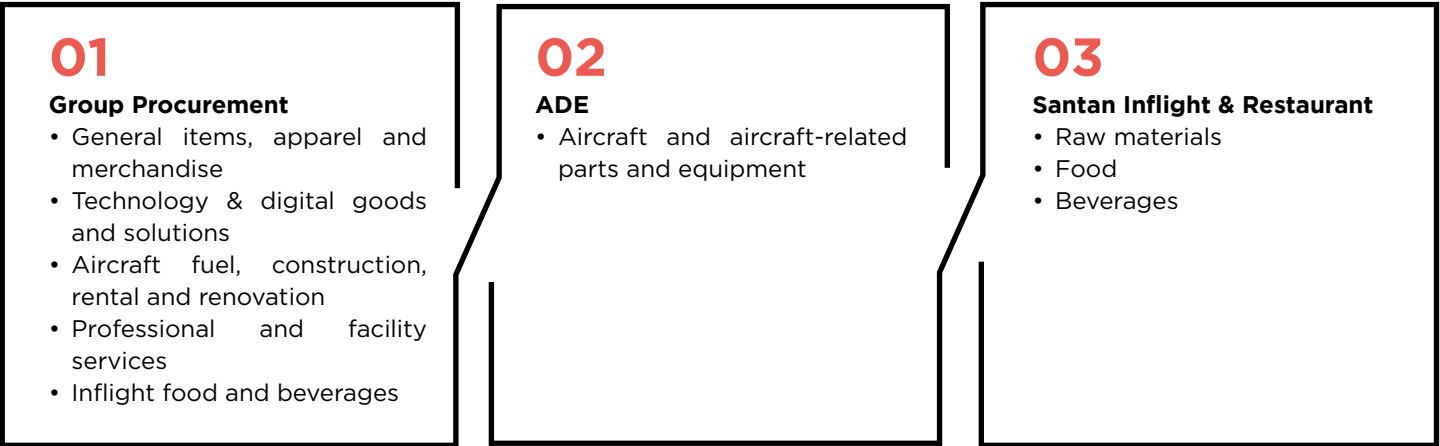 01
Group Procurement
• General items, apparel and
merchandise
• Technology & digital goods
and solutions
• Aircraft fuel, construction,
rental and renovation
• Professional and facility
services
• Inflight food and beverages
02
ADE
• Aircraft and aircraft-related
parts and equipment
03
Santan Inflight & Restaurant
• Raw materials
• Food
• Beverages